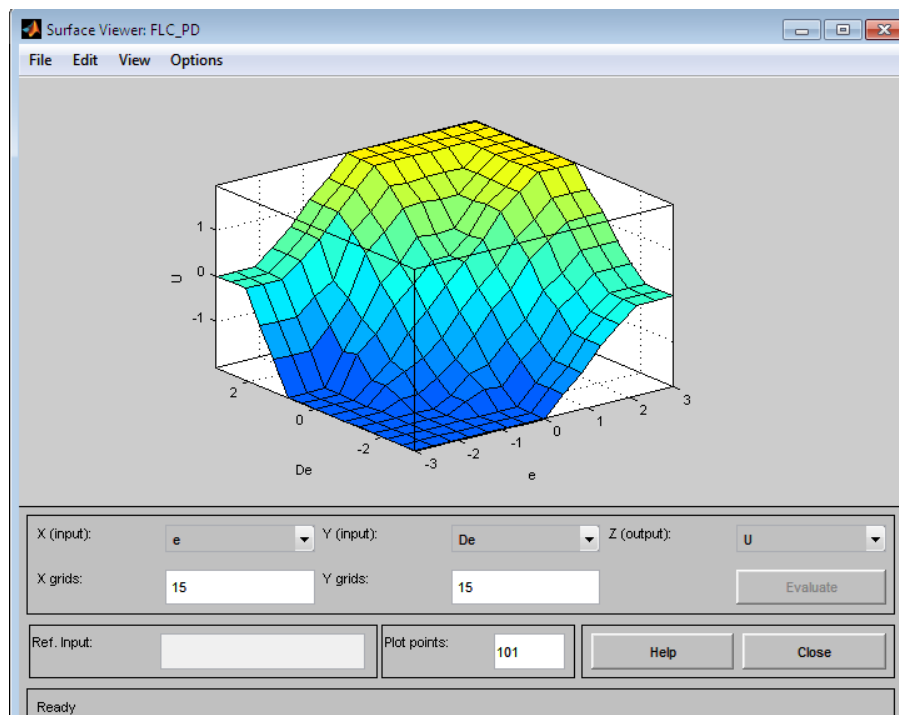 Surface Viewer: FLC_PD
File Edit View Options
1
0
-1
U
2
0
-2
De
-3
-2
-1
0
1
2
3
e
X (input): e Y (input): De Z (output): U
X grids: 15 Y grids: 15 Evaluate
Ref. Input: Plot points: 101 Help Close
Ready